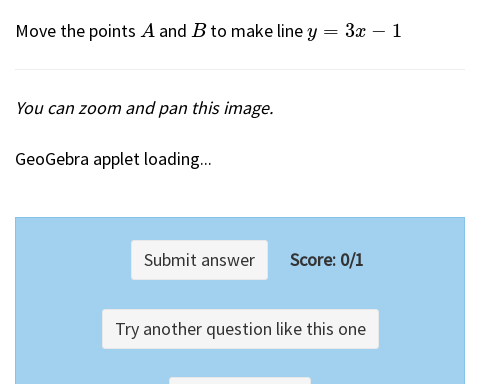 Move the points A and B to make line y = 3x − 1
You can zoom and pan this image.
GeoGebra applet loading...
Submit answer Score: 0/1
Try another question like this one